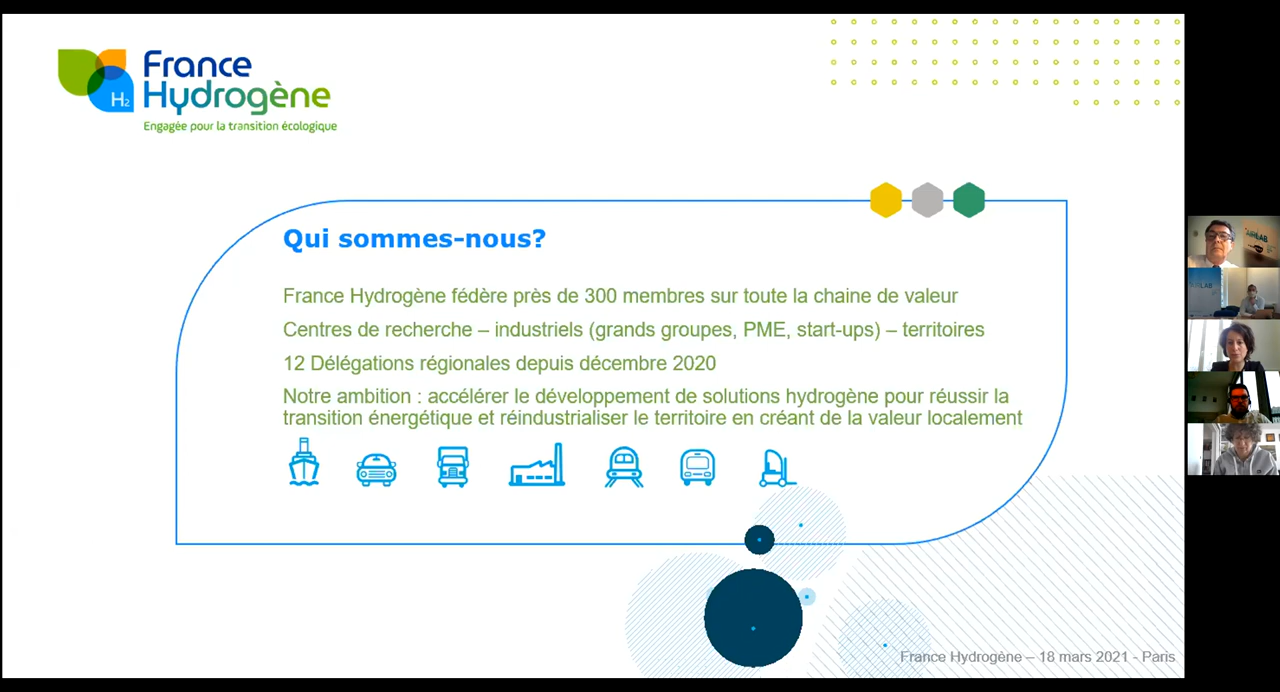 France
Hydrogène
H2
Engagée pour la transition écologique
Qui sommes-nous?
France Hydrogène fédère près de 300 membres sur toute la chaine de valeur
Centres de recherche – industriels (grands groupes, PME, start-ups) – territoires
12 Délégations régionales depuis décembre 2020
Notre ambition : accélérer le développement de solutions hydrogène pour réussir la
transition énergétique et réindustrialiser le territoire en créant de la valeur localement
France Hydrogène – 18 mars 2021 - Paris
AIRLAB
AIRLAB